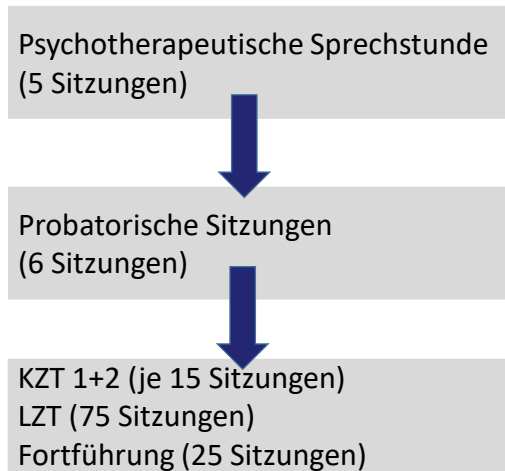 Psychotherapeutische Sprechstunde
(5 Sitzungen)
Probatorische Sitzungen
(6 Sitzungen)
KZT 1+2 (je 15 Sitzungen)
LZT (75 Sitzungen)
Fortführung (25 Sitzungen)